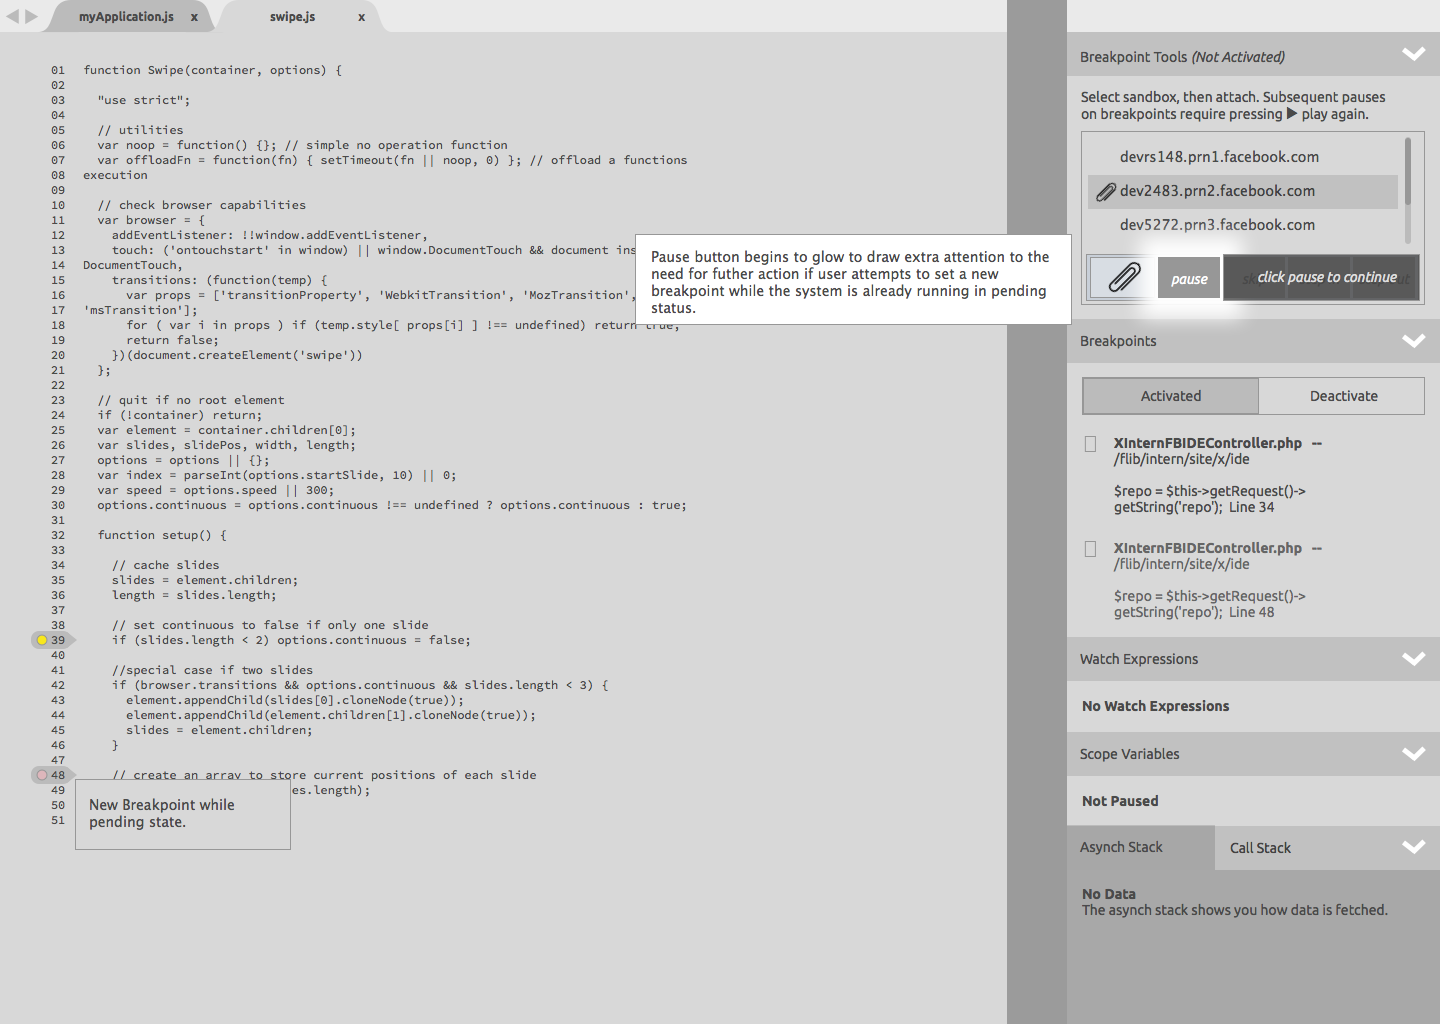 myApplication.js x
swipe.js x
01 function Swipe(container, options) {
02
03 "use strict";
04
05 // utilities
06 var noop = function() {}; // simple no operation function
07 var offloadFn = function(fn) { setTimeout(fn || noop, 0) }; // offload a functions
08 execution
09
10 // check browser capabilities
11 var browser = {
12 addEventListener: !!window.addEventListener,
13 touch: ('ontouchstart' in window) || window.DocumentTouch && document ins
14 DocumentTouch,
15 transitions: (function(temp) {
16 var props = ['transitionProperty', 'WebkitTransition', 'MozTransition',
17 'msTransition'];
18 for ( var i in props ) if (temp.style[ props[i] ] !== undefined) return true;
19 return false;
20 })(document.createElement('swipe'))
21 };
22
23 // quit if no root element
24 if (!container) return;
25 var element = container.children[0];
26 var slides, slidePos, width, length;
27 options = options || {};
28 var index = parseInt(options.startSlide, 10) || 0;
29 var speed = options.speed || 300;
30 options.continuous = options.continuous !== undefined ? options.continuous : true;
31
32 function setup() {
33
34 // cache slides
35 slides = element.children;
36 length = slides.length;
37
38 // set continuous to false if only one slide
39 if (slides.length < 2) options.continuous = false;
40
41 //special case if two slides
42 if (browser.transitions && options.continuous && slides.length < 3) {
43 element.appendChild(slides[0].cloneNode(true));
44 element.appendChild(element.children[1].cloneNode(true));
45 slides = element.children;
46 }
47
48 // create an array to store current positions of each slide
49 es.length);
50
51
New Breakpoint while
pending state.
Pause button begins to glow to draw extra attention to the
need for futher action if user attempts to set a new
breakpoint while the system is already running in pending
status.
Breakpoint Tools (Not Activated)
Select sandbox, then attach. Subsequent pauses
on breakpoints require pressing ▶ play again.
devrs148.prn1.facebook.com
dev2483.prn2.facebook.com
dev5272.prn3.facebook.com
pause
click pause to continue
Breakpoints
Activated
Deactivate
XInternFBIDEController.php --
/flib/intern/site/x/ide
$repo = $this->getRequest()->
getString('repo'); Line 34
XInternFBIDEController.php --
/flib/intern/site/x/ide
$repo = $this->getRequest()->
getString('repo'); Line 48
Watch Expressions
No Watch Expressions
Scope Variables
Not Paused
Asynch Stack
Call Stack
No Data
The asynch stack shows you how data is fetched.